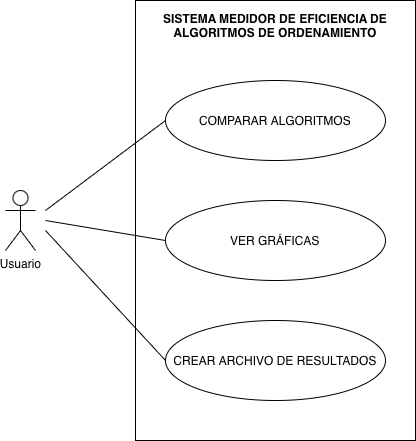 SISTEMA MEDIDOR DE EFICIENCIA DE
ALGORITMOS DE ORDENAMIENTO
COMPARAR ALGORITMOS
VER GRÁFICAS
Usuario
CREAR ARCHIVO DE RESULTADOS